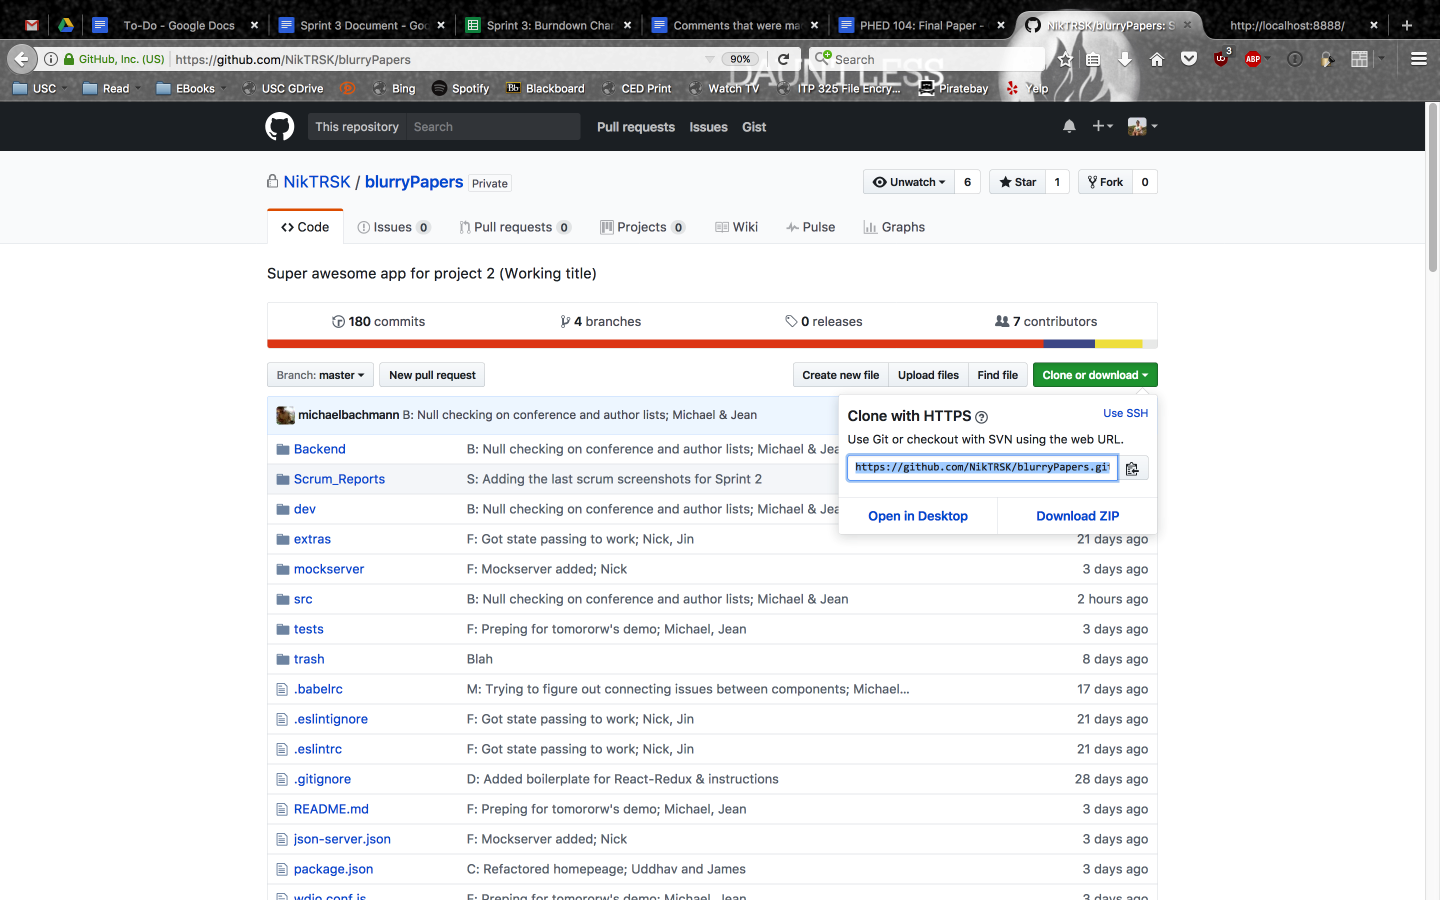 To-Do - Google Docs
Sprint 3 Document - Goo
Sprint 3: Burndown Char
Comments that were ma
PHED 104: Final Paper -
NikTRSK/blurryPapers: S
http://localhost:8888/
GitHub, Inc. (US) https://github.com/NikTRSK/blurryPapers 90% Search
DAUNTLESS
USC Read EBooks USC GDrive Bing Spotify Blackboard CED Print Watch TV ITP 325 File Encry... Piratebay Yelp
This repository Search Pull requests Issues Gist
NikTRSK / blurryPapers Private Unwatch 6 Star 1 Fork 0
Code Issues 0 Pull requests 0 Projects 0 Wiki Pulse Graphs
Super awesome app for project 2 (Working title)
180 commits 4 branches 0 releases 7 contributors
Branch: master New pull request Create new file Upload files Find file Clone or download
michaelbachmann B: Null checking on conference and author lists; Michael & Jean
Clone with HTTPS Use SSH
Use Git or checkout with SVN using the web URL.
https://github.com/NikTRSK/blurryPapers.git
Open in Desktop Download ZIP
Backend B: Null checking on conference and author lists; Michael & Jea
Scrum_Reports S: Adding the last scrum screenshots for Sprint 2
dev B: Null checking on conference and author lists; Michael & Jea
extras F: Got state passing to work; Nick, Jin 21 days ago
mockserver F: Mockserver added; Nick 3 days ago
src B: Null checking on conference and author lists; Michael & Jean 2 hours ago
tests F: Preping for tomororw's demo; Michael, Jean 3 days ago
trash Blah 8 days ago
.babelrc M: Trying to figure out connecting issues between components; Michael... 17 days ago
.eslintignore F: Got state passing to work; Nick, Jin 21 days ago
.eslintrc F: Got state passing to work; Nick, Jin 21 days ago
.gitignore D: Added boilerplate for React-Redux & instructions 28 days ago
README.md F: Preping for tomororw's demo; Michael, Jean 3 days ago
json-server.json F: Mockserver added; Nick 3 days ago
package.json C: Refactored homepeage; Uddhav and James 3 days ago
wdio.conf.js F: Preping for tomororw's demo; Michael, Jean 3 days ago